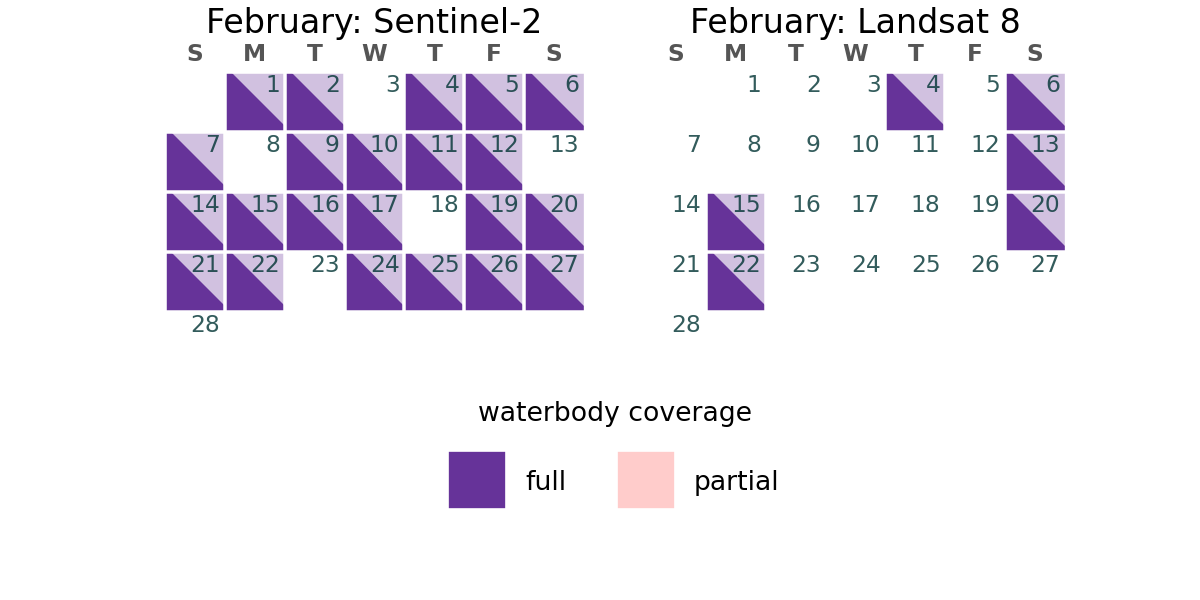 February: Sentinel-2
S M T W T F S
1 2 3 4 5 6
7 8 9 10 11 12 13
14 15 16 17 18 19 20
21 22 23 24 25 26 27
28
February: Landsat 8
S M T W T F S
1 2 3 4 5 6
7 8 9 10 11 12 13
14 15 16 17 18 19 20
21 22 23 24 25 26 27
28
waterbody coverage
full partial